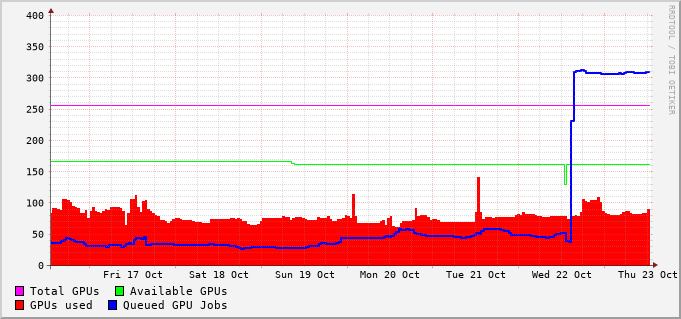 400
350
300
250
200
150
100
50
0
Fri 17 Oct Sat 18 Oct Sun 19 Oct Mon 20 Oct Tue 21 Oct Wed 22 Oct Thu 23 Oct
Total GPUs Available GPUs
GPUs used Queued GPU Jobs
RRDTOOL / TOBI OETIKER